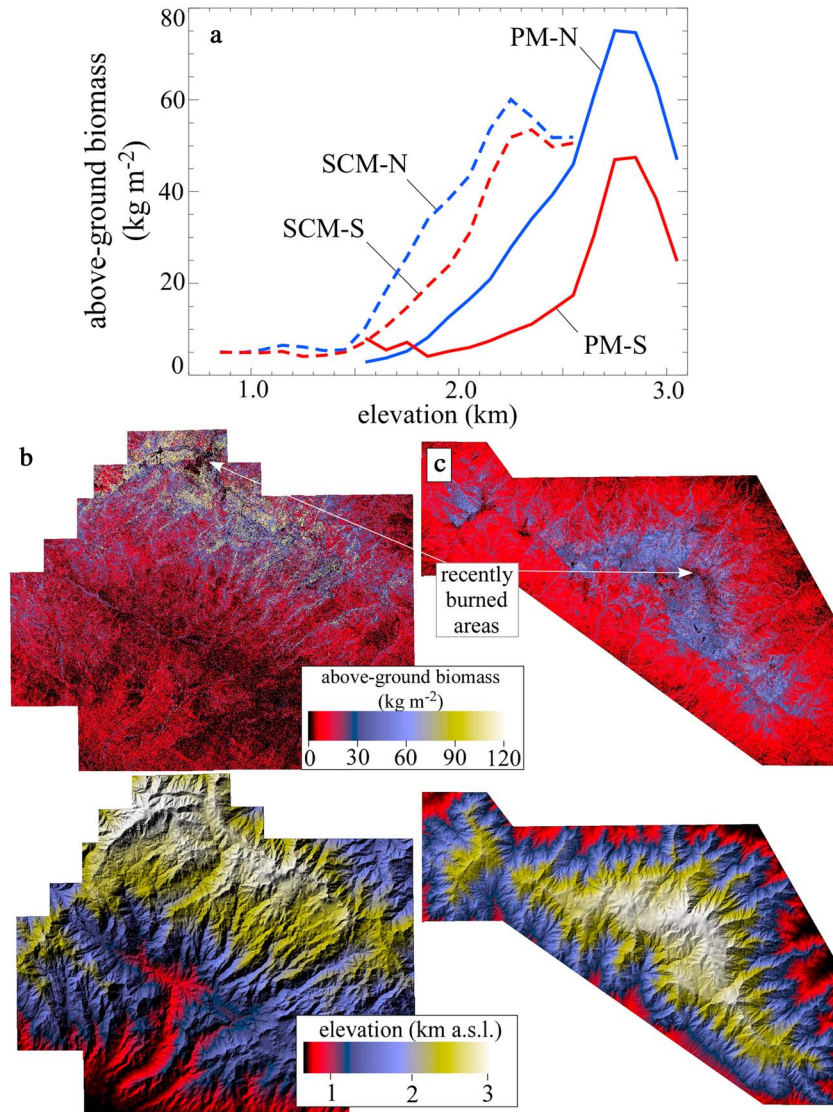 80
a
PM-N
60
SCM-N
40
SCM-S
20
PM-S
0
above-ground biomass
(kg m-2)
1.0 2.0 3.0
elevation (km)
b
c
recently
burned
areas
above-ground biomass
(kg m-2)
0 30 60 90 120
elevation (km a.s.l.)
1 2 3